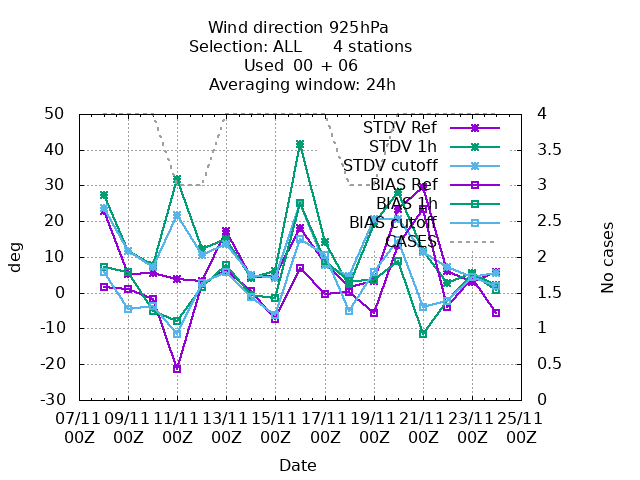 Wind direction 925hPa
Selection: ALL 4 stations
Used 00 + 06
Averaging window: 24h
50
40
30
20
10
0
-10
-20
-30
deg
4
3.5
3
2.5
2
1.5
1
0.5
0
No cases
STDV Ref
STDV 1h
STDV cutoff
BIAS Ref
BIAS 1h
BIAS cutoff
CASES
07/11 09/11 11/11 13/11 15/11 17/11 19/11 21/11 23/11 25/11
00Z 00Z 00Z 00Z 00Z 00Z 00Z 00Z 00Z 00Z
Date